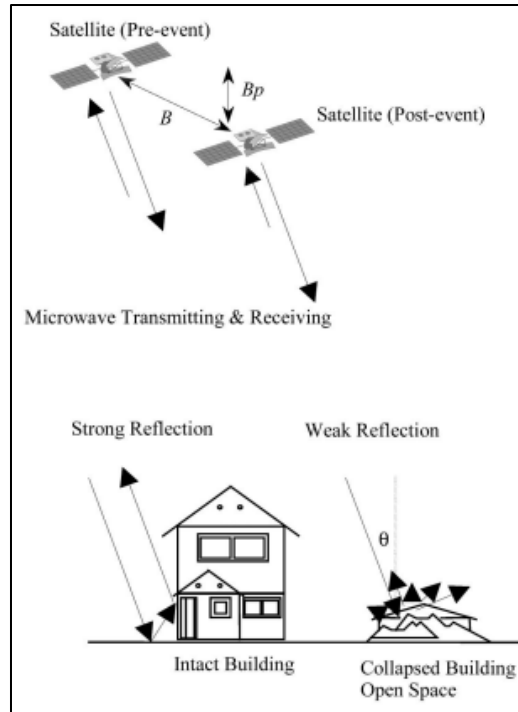 Satellite (Pre-event)
Bp
B
Satellite (Post-event)
Microwave Transmitting & Receiving
Strong Reflection
Weak Reflection
θ
Intact Building
Collapsed Building
Open Space